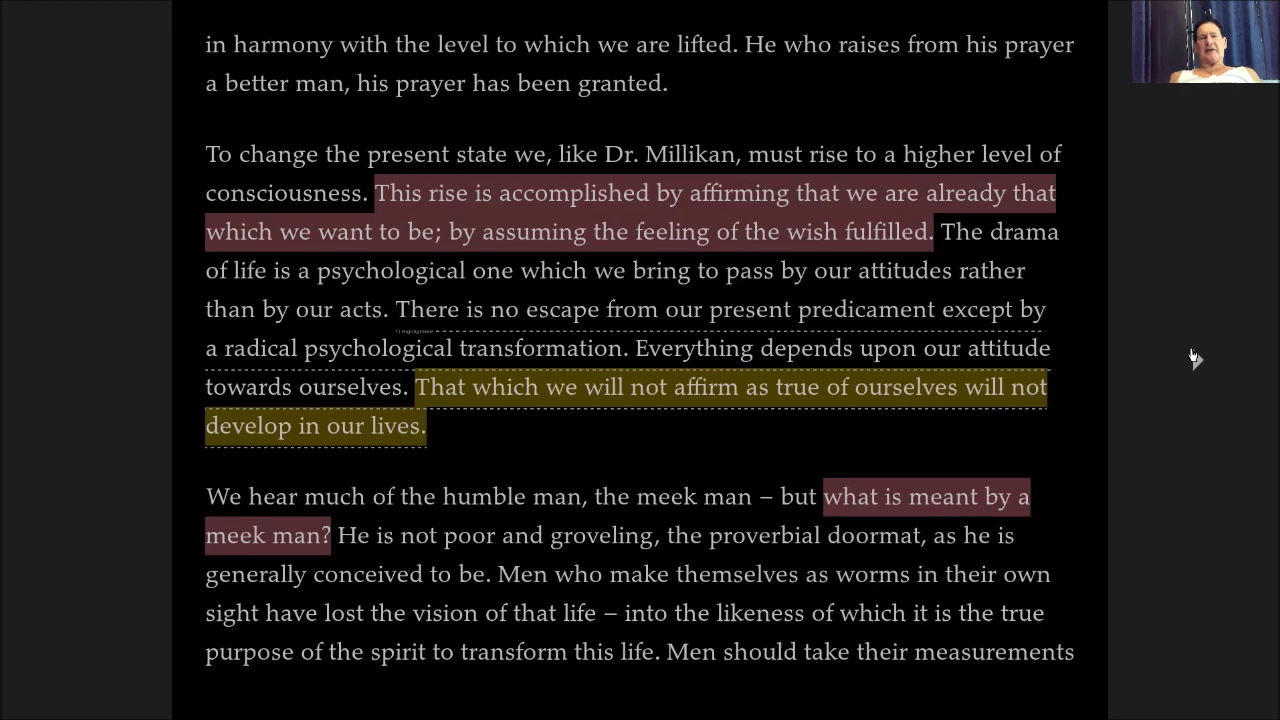 in harmony with the level to which we are lifted. He who raises from his prayer
a better man, his prayer has been granted.
To change the present state we, like Dr. Millikan, must rise to a higher level of
consciousness. This rise is accomplished by affirming that we are already that
which we want to be; by assuming the feeling of the wish fulfilled. The drama
of life is a psychological one which we bring to pass by our attitudes rather
than by our acts. There is no escape from our present predicament except by
a radical psychological transformation. Everything depends upon our attitude
towards ourselves. That which we will not affirm as true of ourselves will not
develop in our lives.
We hear much of the humble man, the meek man – but what is meant by a
meek man? He is not poor and groveling, the proverbial doormat, as he is
generally conceived to be. Men who make themselves as worms in their own
sight have lost the vision of that life – into the likeness of which it is the true
purpose of the spirit to transform this life. Men should take their measurements